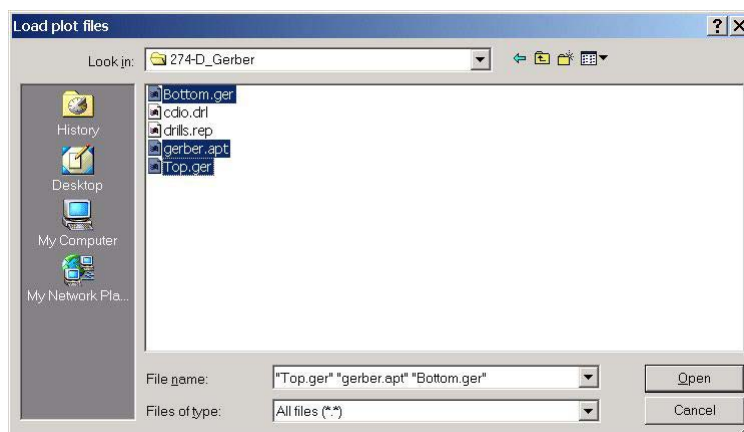 Load plot files
Look in: 274-D_Gerber
History
Desktop
My Computer
My Network Pla...
Bottom.ger
cdio.drl
drills.rep
gerber.apt
Top.ger
File name: "Top.ger" "gerber.apt" "Bottom.ger"
Open
Files of type: All files (*.*)
Cancel